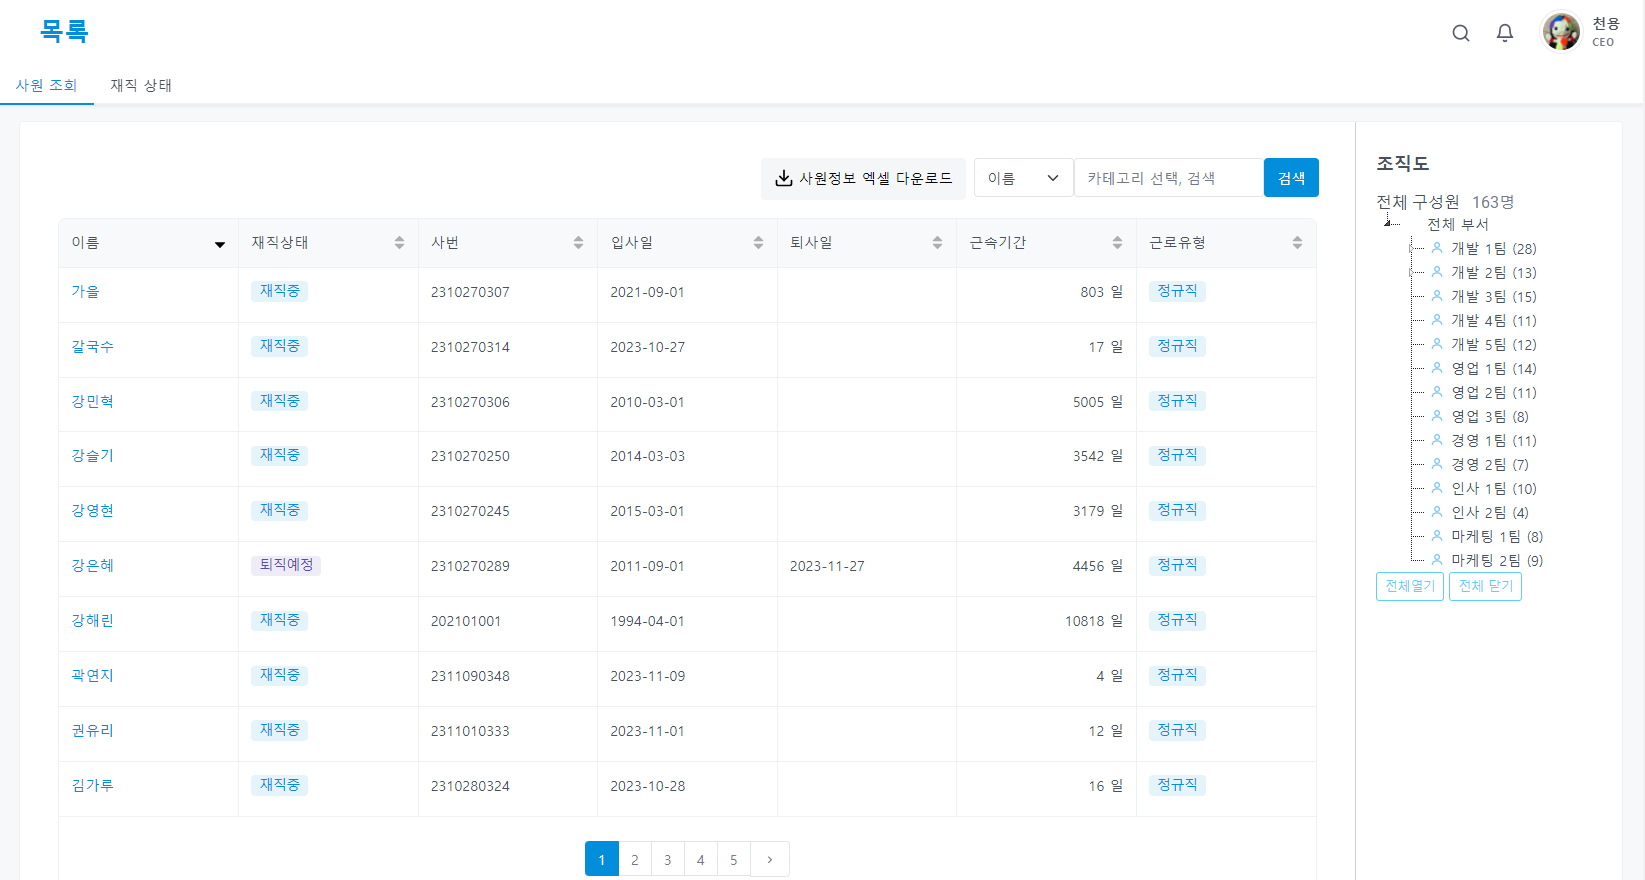 목록
천용
CEO
사원 조회 재직 상태
사원정보 엑셀 다운로드 이름 카테고리 선택, 검색 검색
이름 재직상태 사번 입사일 퇴사일 근속기간 근로유형
가을 재직중 2310270307 2021-09-01 803 일 정규직
갈국수 재직중 2310270314 2023-10-27 17 일 정규직
강민혁 재직중 2310270306 2010-03-01 5005 일 정규직
강슬기 재직중 2310270250 2014-03-03 3542 일 정규직
강영현 재직중 2310270245 2015-03-01 3179 일 정규직
강은혜 퇴직예정 2310270289 2011-09-01 2023-11-27 4456 일 정규직
강해린 재직중 202101001 1994-04-01 10818 일 정규직
곽연지 재직중 2311090348 2023-11-09 4 일 정규직
권유리 재직중 2311010333 2023-11-01 12 일 정규직
김가루 재직중 2310280324 2023-10-28 16 일 정규직
1 2 3 4 5 ›
조직도
전체 구성원 163명
전체 부서
개발 1팀 (28)
개발 2팀 (13)
개발 3팀 (15)
개발 4팀 (11)
개발 5팀 (12)
영업 1팀 (14)
영업 2팀 (11)
영업 3팀 (8)
경영 1팀 (11)
경영 2팀 (7)
인사 1팀 (10)
인사 2팀 (4)
마케팅 1팀 (8)
마케팅 2팀 (9)
전체열기 전체 닫기